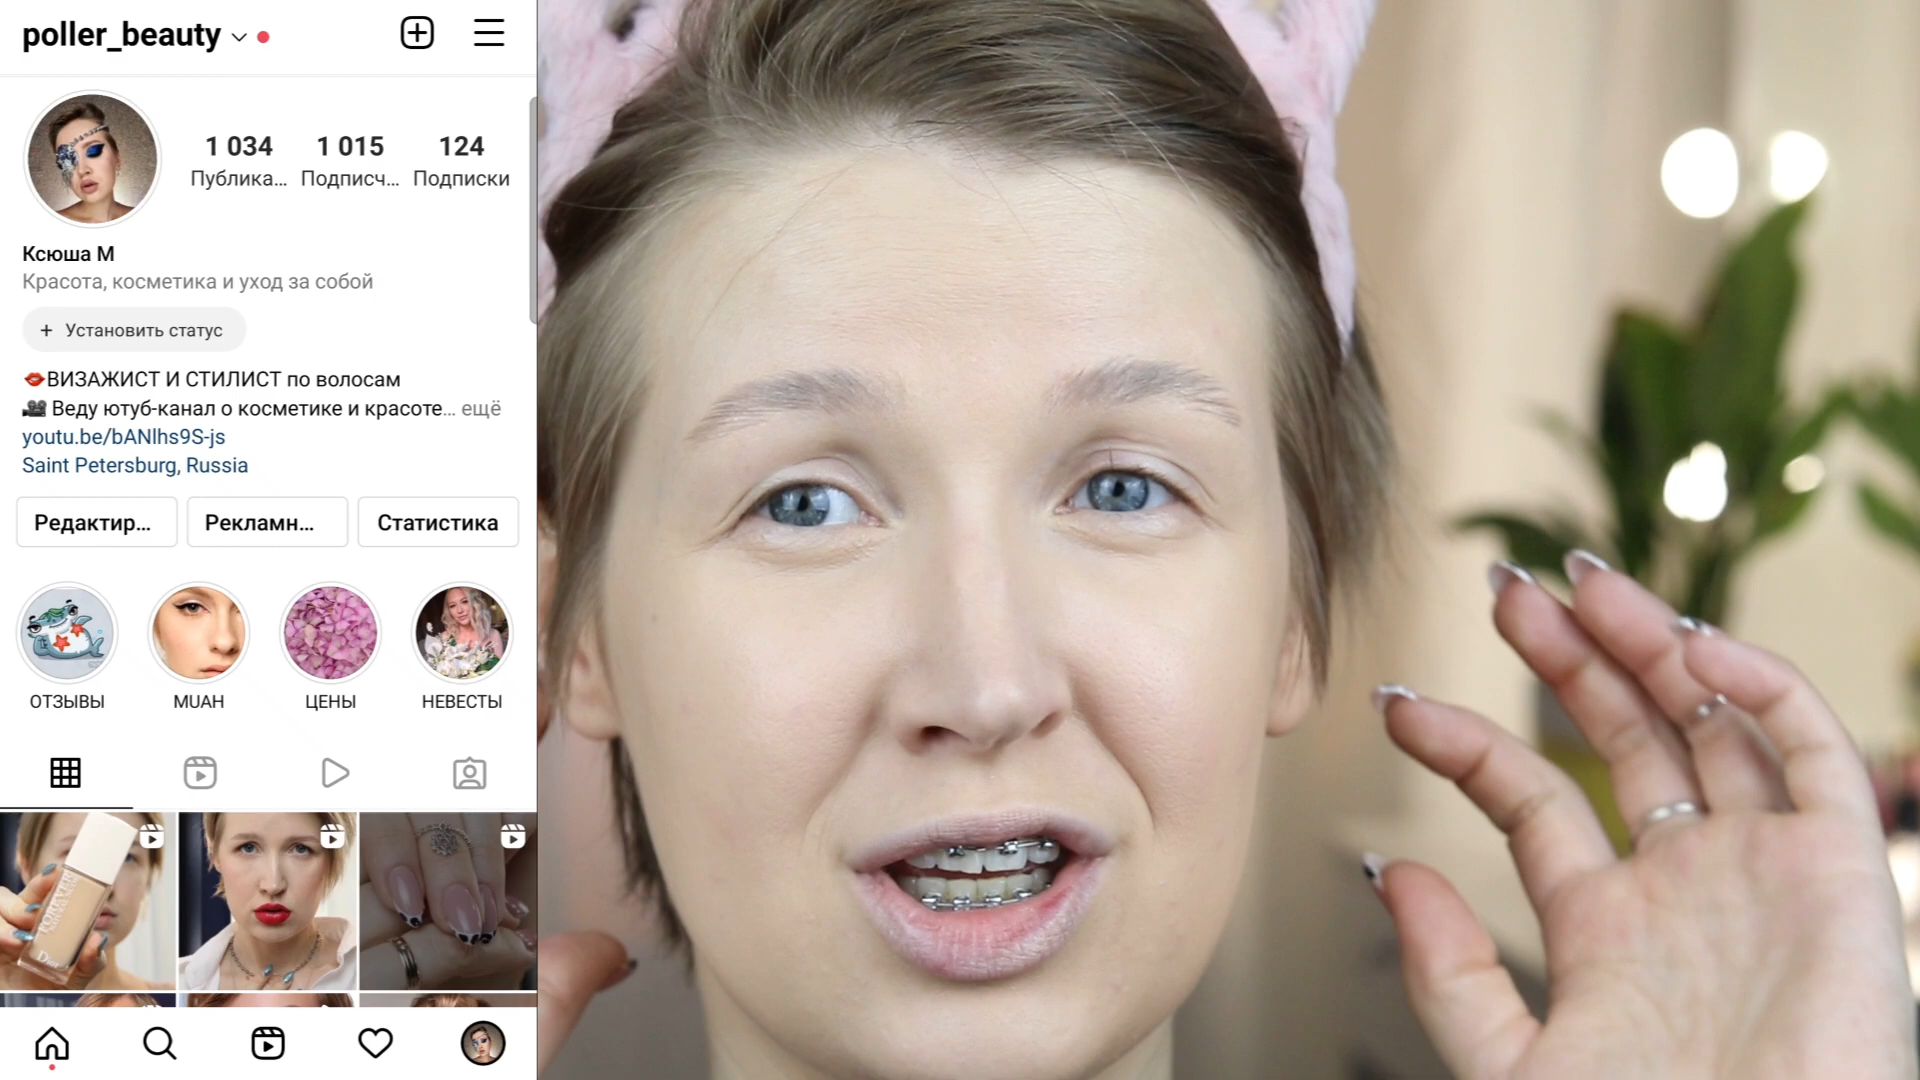 poller_beauty
1 034 1 015 124
Публика... Подписч... Подписки
Ксюша М
Красота, косметика и уход за собой
+ Установить статус
👄ВИЗАЖИСТ И СТИЛИСТ по волосам
🎥 Веду ютуб-канал о косметике и красоте... ещё
youtu.be/bANlhs9S-js
Saint Petersburg, Russia
Редактир... Рекламн... Статистика
ОТЗЫВЫ MUAH ЦЕНЫ НЕВЕСТЫ
FOREVER
Dior